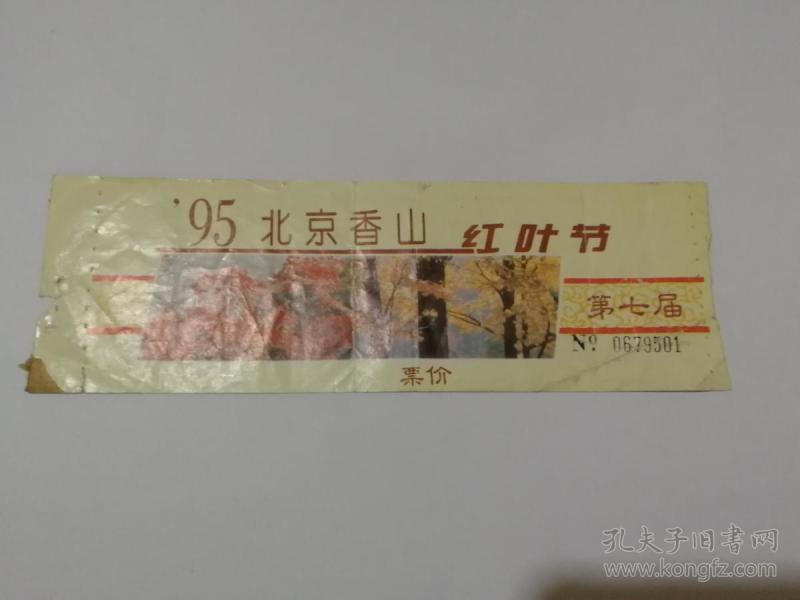 '95 北京香山 红叶节
第七届
Nº 0679501
票价
孔夫子旧书网
www.kongfz.com